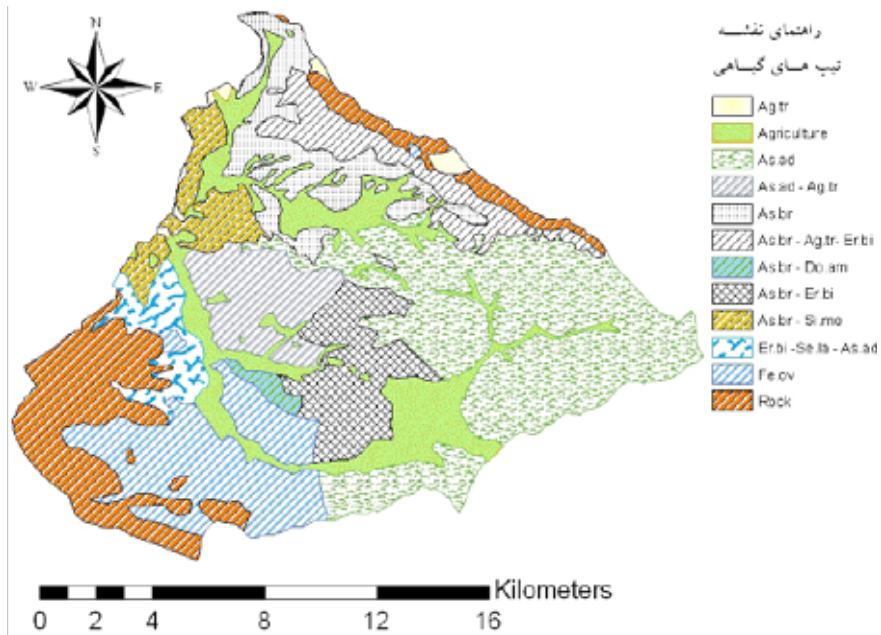 N
W
E
S
راهنمای نقشه
تیپ های گیاهی
Ag.tr
Agriculture
As.ad
As.ad - Ag.tr
As.br
As.br - Ag.tr- Er.bi
As.br - Do.am
As.br - Er.bi
As.br - Si.mo
Er.bi -Se.la - As.ad
Fe.ov
Rock
Kilometers
0 2 4 8 12 16